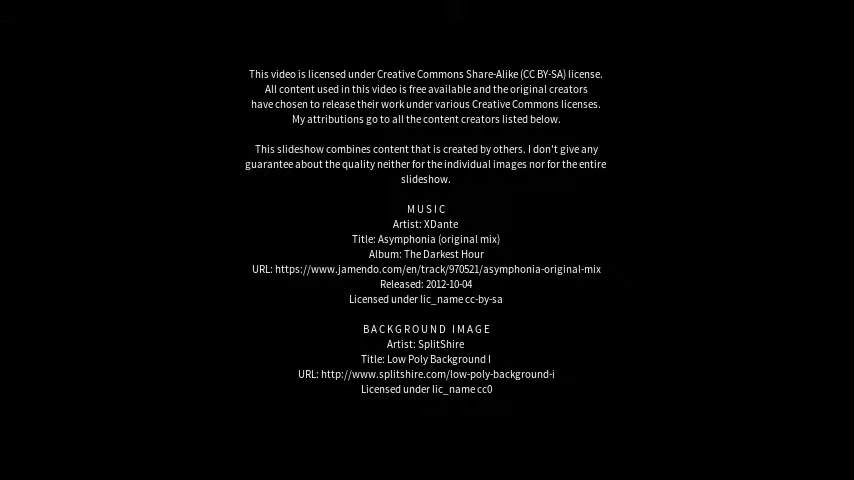 This video is licensed under Creative Commons Share-Alike (CC BY-SA) license.
All content used in this video is free available and the original creators
have chosen to release their work under various Creative Commons licenses.
My attributions go to all the content creators listed below.
This slideshow combines content that is created by others. I don't give any
guarantee about the quality neither for the individual images nor for the entire
slideshow.
MUSIC
Artist: XDante
Title: Asymphonia (original mix)
Album: The Darkest Hour
URL: https://www.jamendo.com/en/track/970521/asymphonia-original-mix
Released: 2012-10-04
Licensed under lic_name cc-by-sa
BACKGROUND IMAGE
Artist: SplitShire
Title: Low Poly Background I
URL: http://www.splitshire.com/low-poly-background-i
Licensed under lic_name cc0